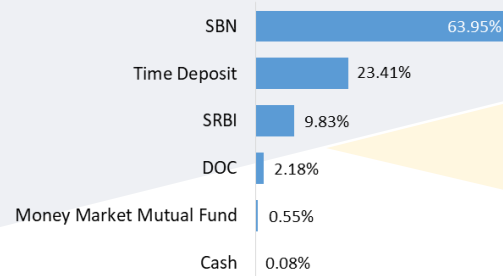 SBN 63.95%
Time Deposit 23.41%
SRBI 9.83%
DOC 2.18%
Money Market Mutual Fund 0.55%
Cash 0.08%